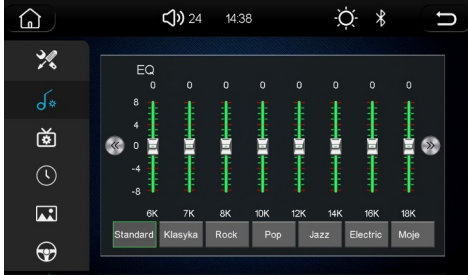 24 14:38
EQ
0 0 0 0 0 0 0 0
8
4
0
-4
-8
6K 7K 8K 10K 12K 14K 16K 18K
Standard Klasyka Rock Pop Jazz Electric Moje